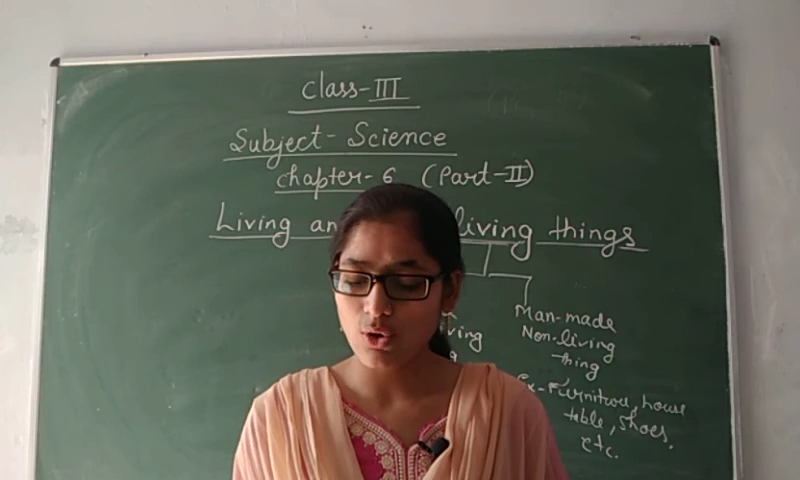 Class-III
Subject- Science
Chapter- 6 (Part-II)
Living an living things
Man-made
Non-living
thing
Ex-Furniture, house
table, shoes,
etc.